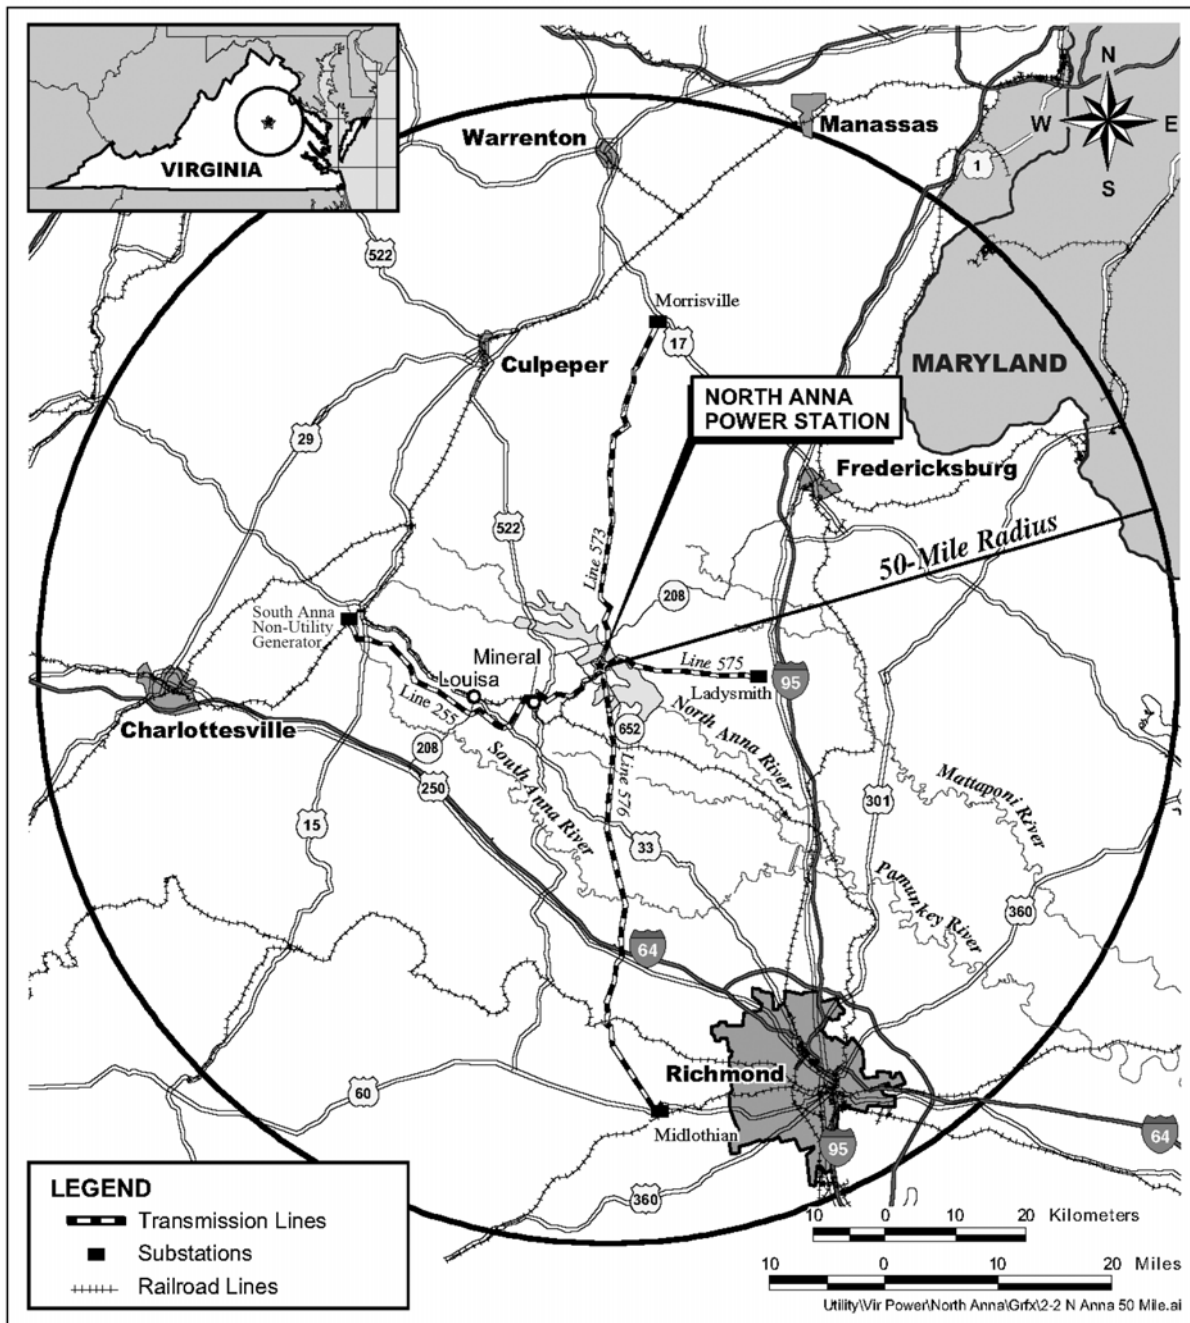 VIRGINIA
N
W
E
S
Warrenton
Manassas
1
522
Morrisville
17
Culpeper
MARYLAND
NORTH ANNA
POWER STATION
29
Fredericksburg
522
Line 573
50-Mile Radius
208
South Anna
Non-Utility
Generator
Mineral
Louisa
Line 575
Ladysmith
95
Line 255
Charlottesville
652
North Anna River
208
South Anna River
250
Line 576
Mattaponi River
301
15
33
Pamunkey River
360
64
Richmond
60
Midlothian
95
64
360
LEGEND
Transmission Lines
Substations
Railroad Lines
10 0 10 20 Kilometers
10 0 10 20 Miles
Utility\Vir Power\North Anna\Grfx\2-2 N Anna 50 Mile.ai